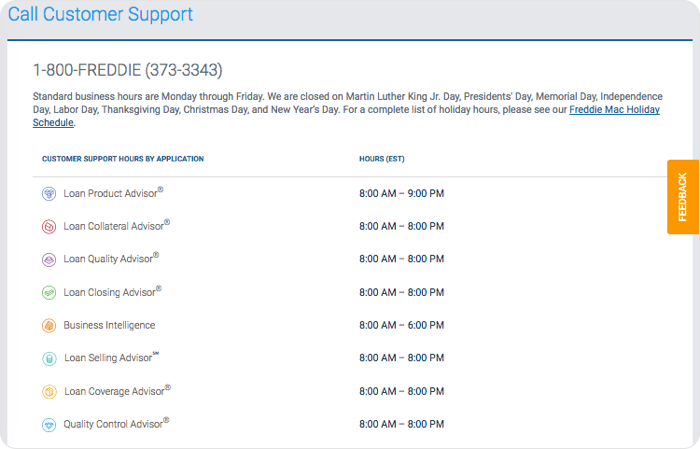 Call Customer Support
1-800-FREDDIE (373-3343)
Standard business hours are Monday through Friday. We are closed on Martin Luther King Jr. Day, Presidents' Day, Memorial Day, Independence
Day, Labor Day, Thanksgiving Day, Christmas Day, and New Year's Day. For a complete list of holiday hours, please see our Freddie Mac Holiday
Schedule.
CUSTOMER SUPPORT HOURS BY APPLICATION HOURS (EST)
Loan Product Advisor® 8:00 AM – 9:00 PM
Loan Collateral Advisor® 8:00 AM – 8:00 PM
Loan Quality Advisor® 8:00 AM – 8:00 PM
Loan Closing Advisor® 8:00 AM – 8:00 PM
Business Intelligence 8:00 AM – 6:00 PM
Loan Selling Advisor℠ 8:00 AM – 8:00 PM
Loan Coverage Advisor® 8:00 AM – 8:00 PM
Quality Control Advisor® 8:00 AM – 8:00 PM
FEEDBACK